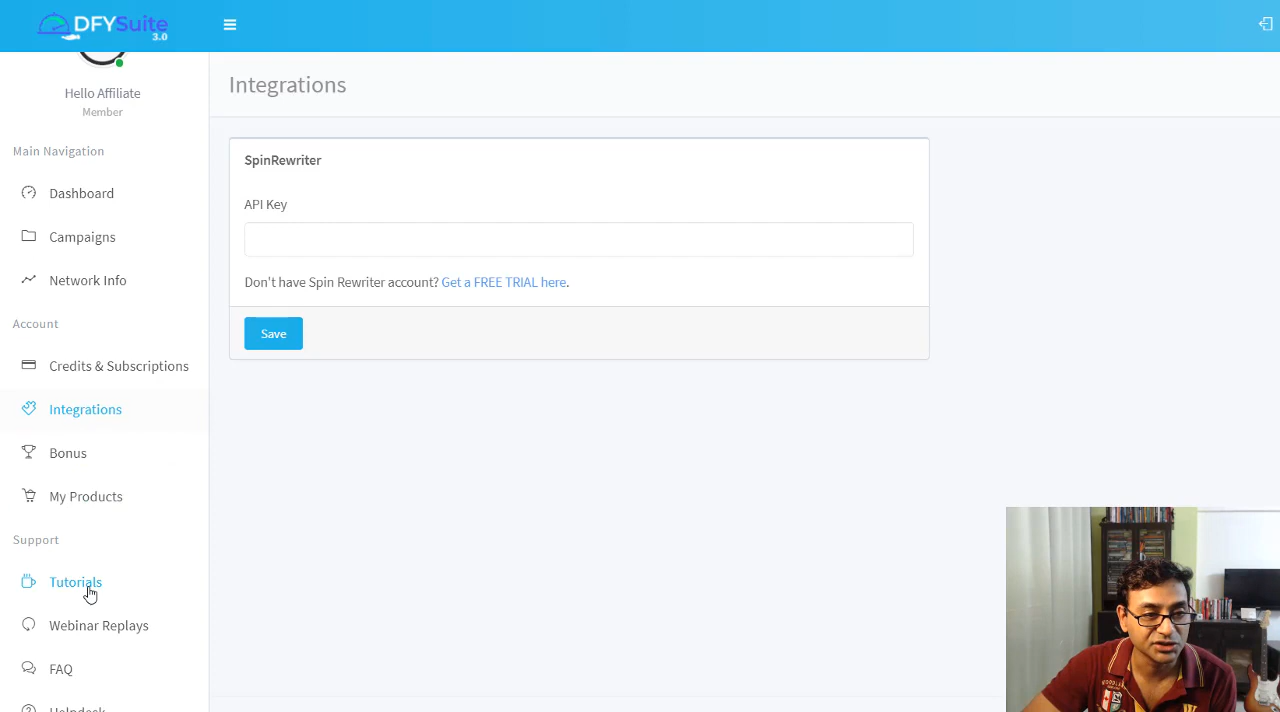 DFYSuite
3.0
Hello Affiliate
Member
Main Navigation
Dashboard
Campaigns
Network Info
Account
Credits & Subscriptions
Integrations
Bonus
My Products
Support
Tutorials
Webinar Replays
FAQ
Helpdesk
Integrations
SpinRewriter
API Key
Don't have Spin Rewriter account? Get a FREE TRIAL here.
Save